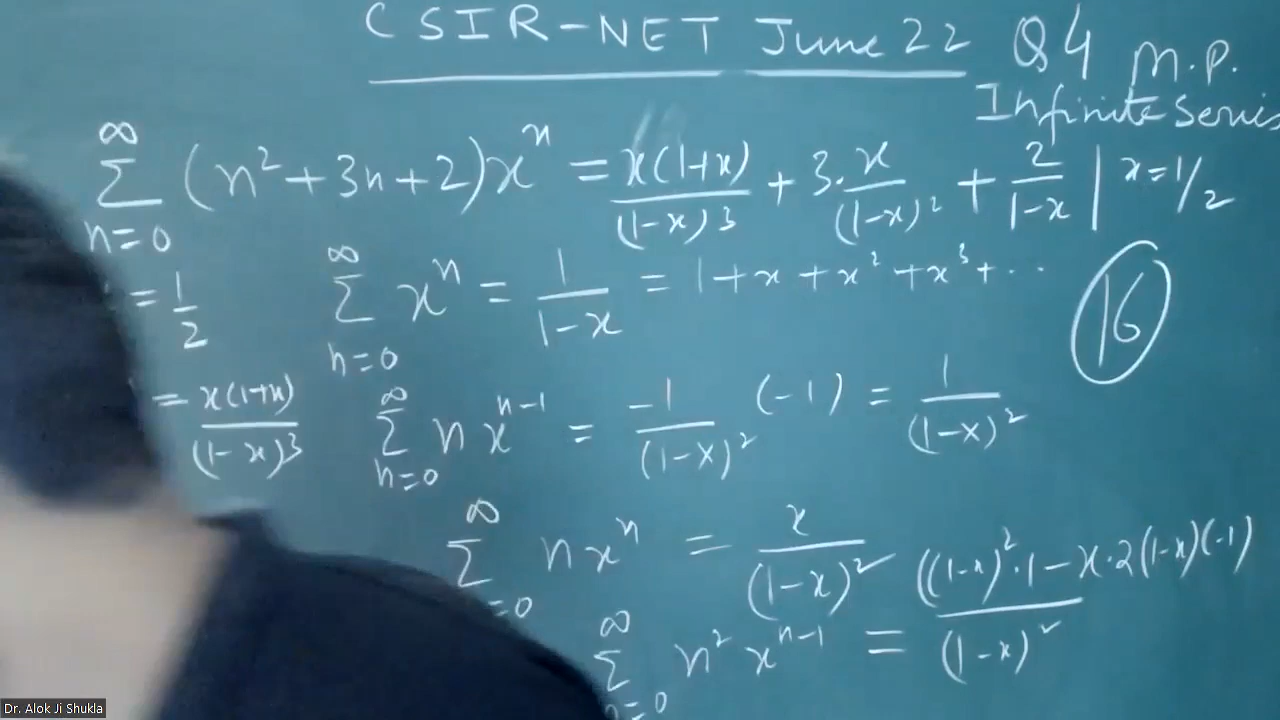 CSIR-NET June 22 Q4 M.P.
Infinite Series
∞
∑ (n²+3n+2)xⁿ = x(1+x)/(1-x)³ + 3·x/(1-x)² + 2/(1-x) | x=1/2
n=0
= 1/2
∞
∑ xⁿ = 1/(1-x) = 1+x+x²+x³+...
n=0
16
= x(1+x)/(1-x)³
∞
∑ n xⁿ⁻¹ = -1/(1-x)² (-1) = 1/(1-x)²
n=0
∞
∑ nxⁿ = x/(1-x)²
=0
∞
∑ n² xⁿ⁻¹ = ((1-x)²·1-x·2(1-x)(-1)/(1-x)²
n=0
Dr. Alok Ji Shukla